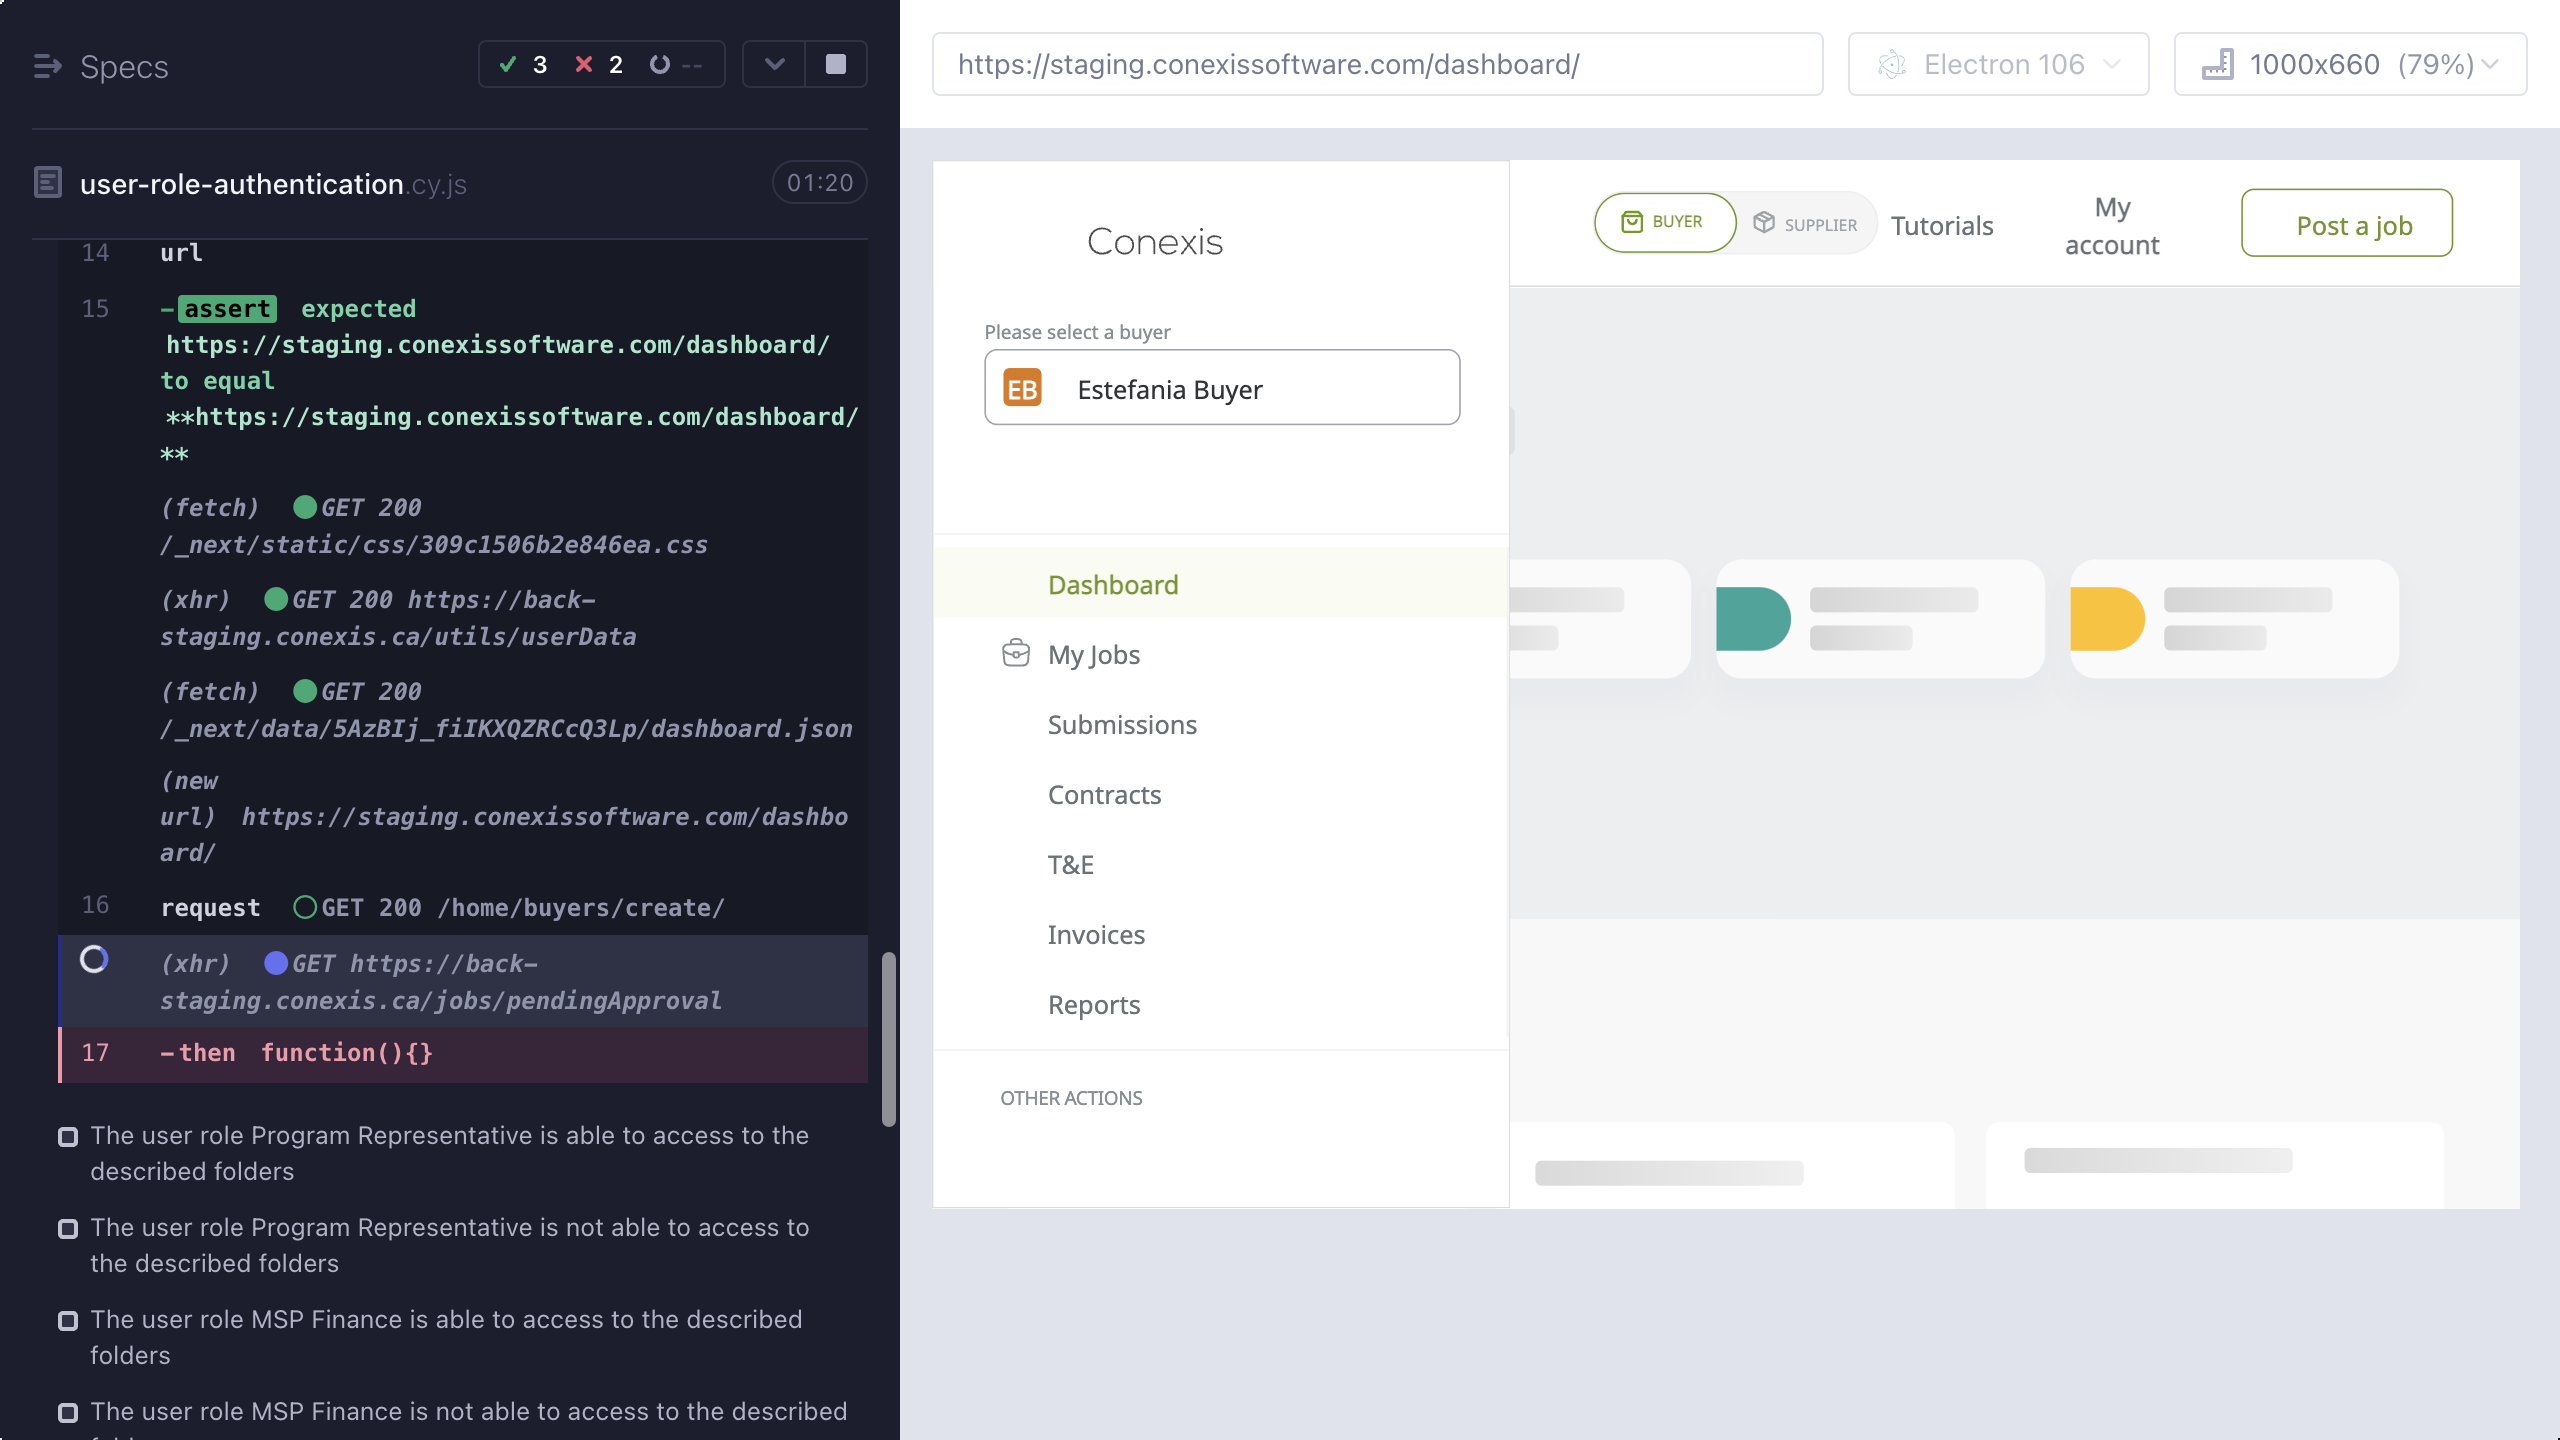 Specs
3
2
--
user-role-authentication.cy.js
01:20
14 url
15 -assert expected
https://staging.conexissoftware.com/dashboard/
to equal
**https://staging.conexissoftware.com/dashboard/
**
(fetch) GET 200
/_next/static/css/309c1506b2e846ea.css
(xhr) GET 200 https://back-
staging.conexis.ca/utils/userData
(fetch) GET 200
/_next/data/5AzBIj_fiIKXQZRCcQ3Lp/dashboard.json
(new
url) https://staging.conexissoftware.com/dashbo
ard/
16 request GET 200 /home/buyers/create/
(xhr) GET https://back-
staging.conexis.ca/jobs/pendingApproval
17 -then function(){}
The user role Program Representative is able to access to the
described folders
The user role Program Representative is not able to access to
the described folders
The user role MSP Finance is able to access to the described
folders
The user role MSP Finance is not able to access to the described
https://staging.conexissoftware.com/dashboard/
Electron 106
1000x660 (79%)
Conexis
Please select a buyer
EB Estefania Buyer
Dashboard
My Jobs
Submissions
Contracts
T&E
Invoices
Reports
OTHER ACTIONS
BUYER
SUPPLIER
Tutorials
My
account
Post a job